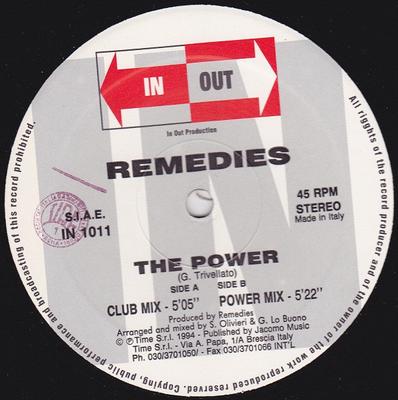 IN OUT
In Out Production
REMEDIES
S.I.A.E.
IN 1011
45 RPM
STEREO
Made in Italy
THE POWER
(G. Trivellato)
SIDE A SIDE B
CLUB MIX - 5'05" POWER MIX - 5'22"
Produced by Remedies
Arranged and mixed by S. Olivieri & G. Lo Buono
Ⓟ © Time S.r.l. 1994 - Published by Jacomo Music
Time S.r.l. Via A. Papa, 1/A Brescia Italy
Ph. 030/3701050/ - Fax 030/3701066 INT'L
All rights of the record producer and of the owner of the work reproduced reserved. Copying, public performance and broadcasting of this record prohibited.